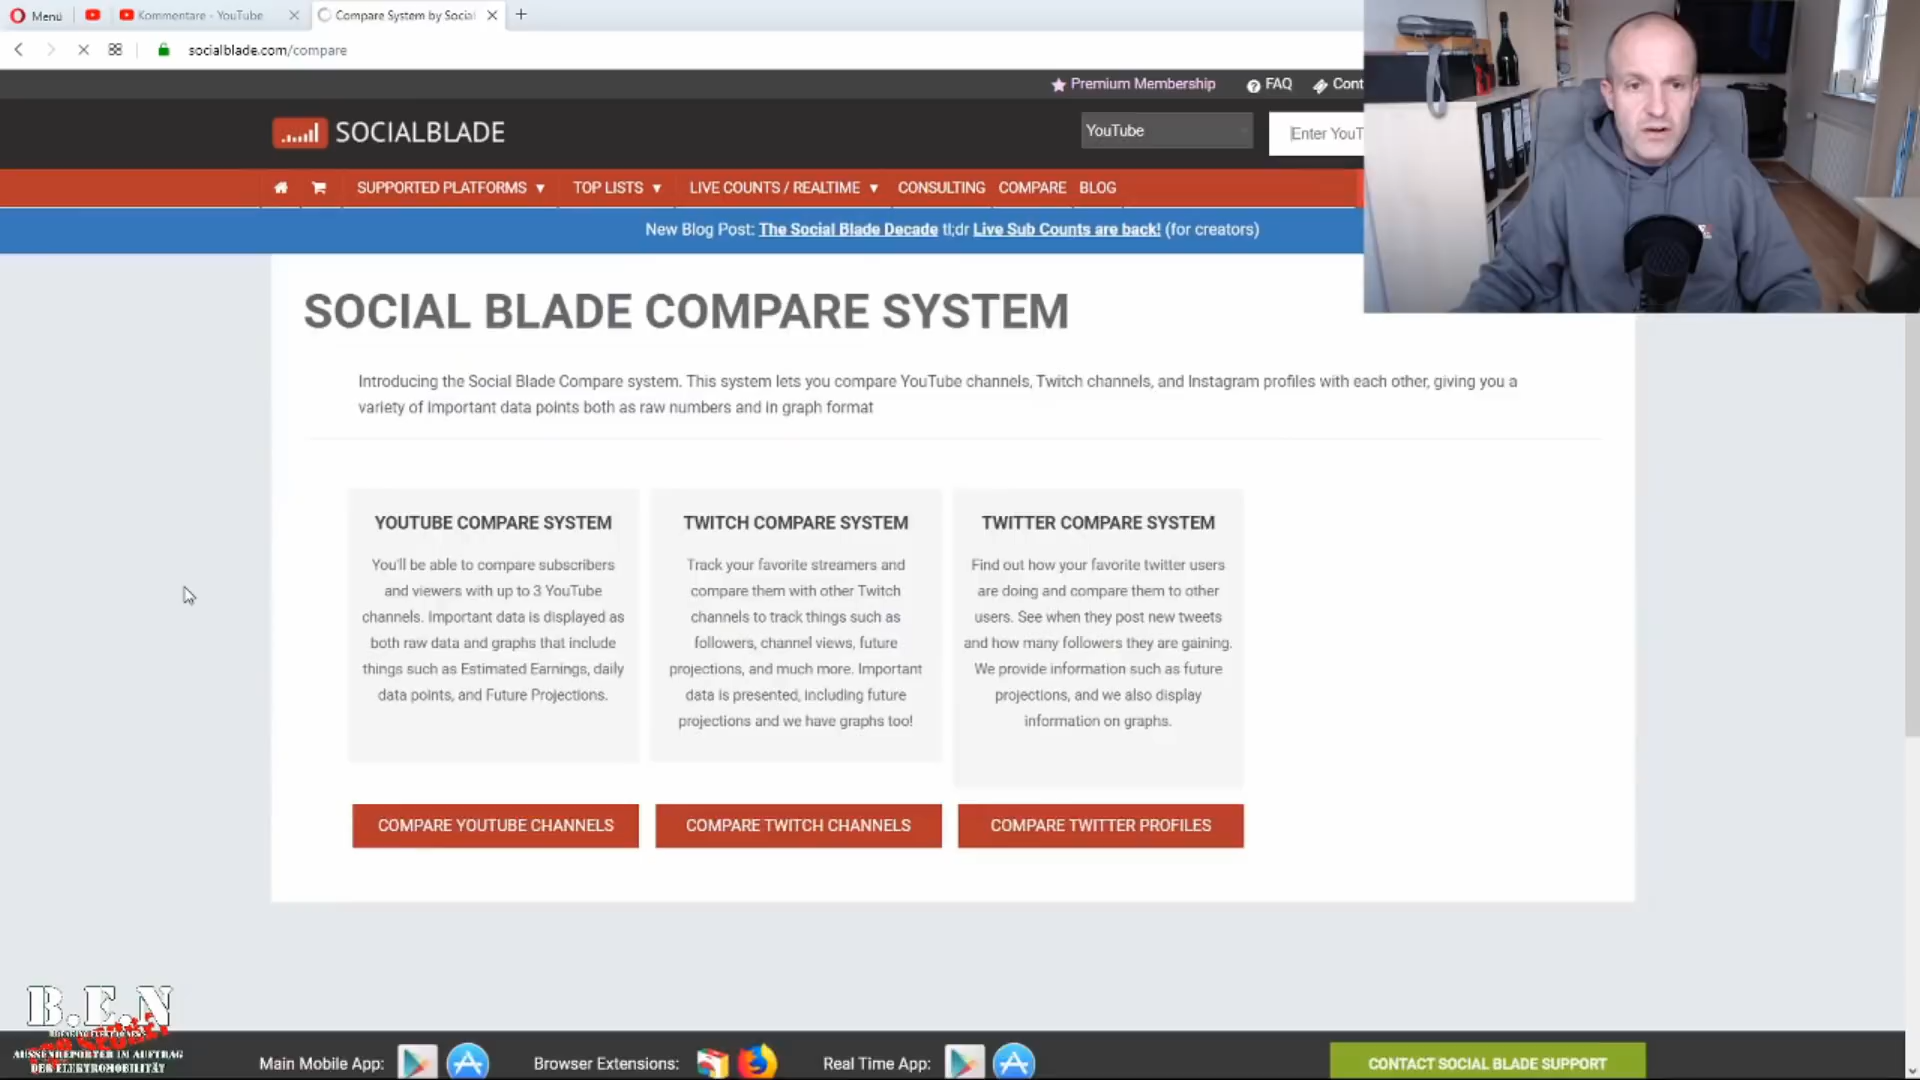 Menü
Kommentare - YouTube
Compare System by Social
socialblade.com/compare
Premium Membership
FAQ
Cont
SOCIALBLADE
YouTube
Enter YouT
SUPPORTED PLATFORMS
TOP LISTS
LIVE COUNTS / REALTIME
CONSULTING
COMPARE
BLOG
New Blog Post: The Social Blade Decade tl;dr Live Sub Counts are back! (for creators)
SOCIAL BLADE COMPARE SYSTEM
Introducing the Social Blade Compare system. This system lets you compare YouTube channels, Twitch channels, and Instagram profiles with each other, giving you a
variety of important data points both as raw numbers and in graph format
YOUTUBE COMPARE SYSTEM
You'll be able to compare subscribers
and viewers with up to 3 YouTube
channels. Important data is displayed as
both raw data and graphs that include
things such as Estimated Earnings, daily
data points, and Future Projections.
COMPARE YOUTUBE CHANNELS
TWITCH COMPARE SYSTEM
Track your favorite streamers and
compare them with other Twitch
channels to track things such as
followers, channel views, future
projections, and much more. Important
data is presented, including future
projections and we have graphs too!
COMPARE TWITCH CHANNELS
TWITTER COMPARE SYSTEM
Find out how your favorite twitter users
are doing and compare them to other
users. See when they post new tweets
and how many followers they are gaining.
We provide information such as future
projections, and we also display
information on graphs.
COMPARE TWITTER PROFILES
B.E.N
AUSSENREPORTER IM AUFTRAG
DER ELEKTROMOBILITÄT
Main Mobile App:
Browser Extensions:
Real Time App:
CONTACT SOCIAL BLADE SUPPORT